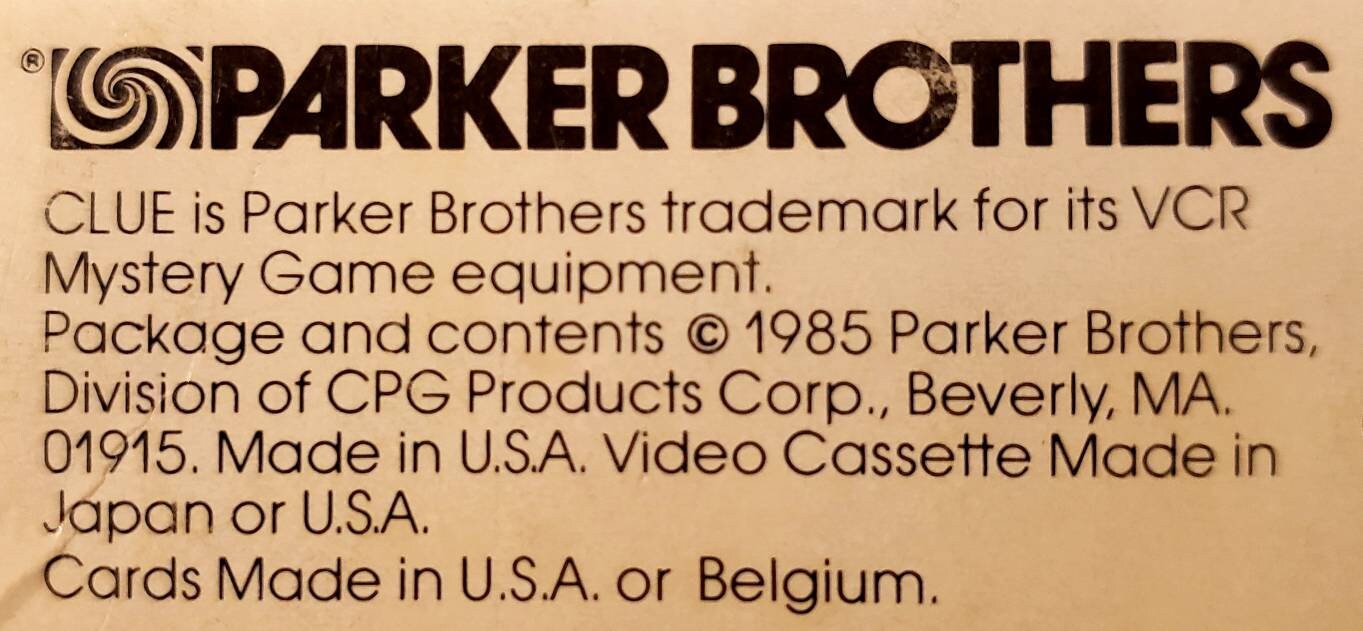 ® PARKER BROTHERS
CLUE is Parker Brothers trademark for its VCR
Mystery Game equipment.
Package and contents © 1985 Parker Brothers,
Division of CPG Products Corp., Beverly, MA.
01915. Made in U.S.A. Video Cassette Made in
Japan or U.S.A.
Cards Made in U.S.A. or Belgium.